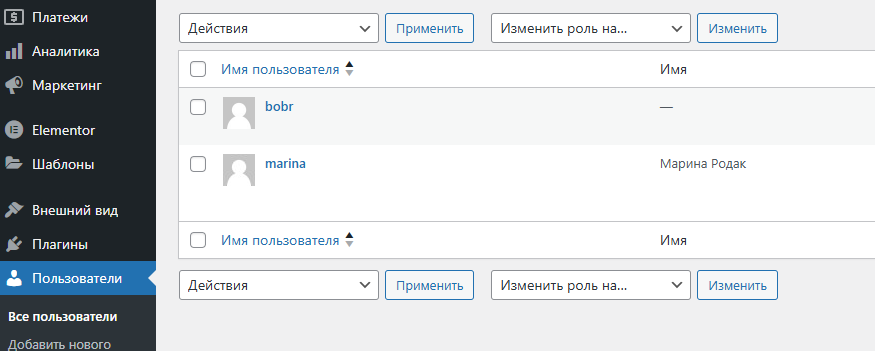 Платежи
Аналитика
Маркетинг
Elementor
Шаблоны
Внешний вид
Плагины
Пользователи
Все пользователи
Добавить нового
Действия Применить Изменить роль на... Изменить
Имя пользователя Имя
bobr —
marina Марина Родак
Имя пользователя Имя
Действия Применить Изменить роль на... Изменить